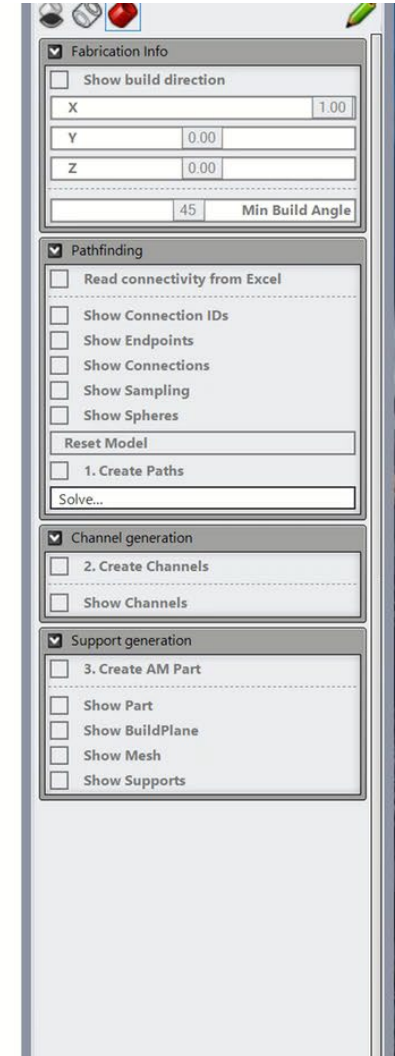 Fabrication Info
Show build direction
X 1.00
Y 0.00
Z 0.00
45 Min Build Angle
Pathfinding
Read connectivity from Excel
Show Connection IDs
Show Endpoints
Show Connections
Show Sampling
Show Spheres
Reset Model
1. Create Paths
Solve...
Channel generation
2. Create Channels
Show Channels
Support generation
3. Create AM Part
Show Part
Show BuildPlane
Show Mesh
Show Supports